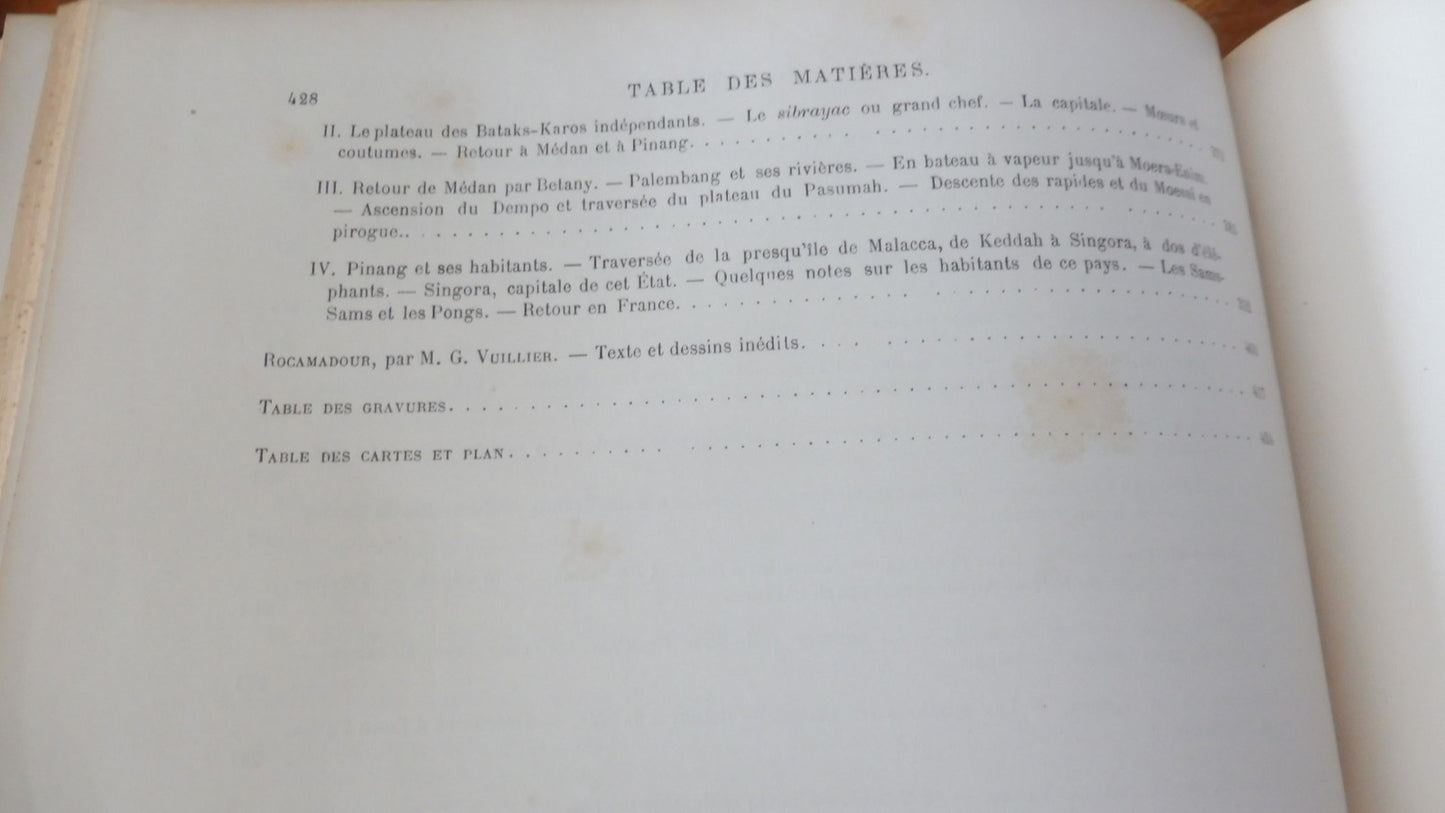 428
TABLE DES MATIÈRES.
II. Le plateau des Bataks-Karos indépendants. — Le sibrayac ou grand chef. — La capitale. — Mœurs et
coutumes. — Retour à Médan et à Pinang.
III. Retour de Médan par Betany. — Palembang et ses rivières. — En bateau à vapeur jusqu'à Moera-Enim.
— Ascension du Dempo et traversée du plateau du Pasumah. — Descente des rapides et du Moessi en
pirogue..
IV. Pinang et ses habitants. — Traversée de la presqu'île de Malacca, de Keddah à Singora, à dos d'élé-
phants. — Singora, capitale de cet État. — Quelques notes sur les habitants de ce pays. — Les Sams-
Sams et les Pongs. — Retour en France.
ROCAMADOUR, par M. G. VUILLIER. — Texte et dessins inédits.
TABLE DES GRAVURES.
TABLE DES CARTES ET PLAN.